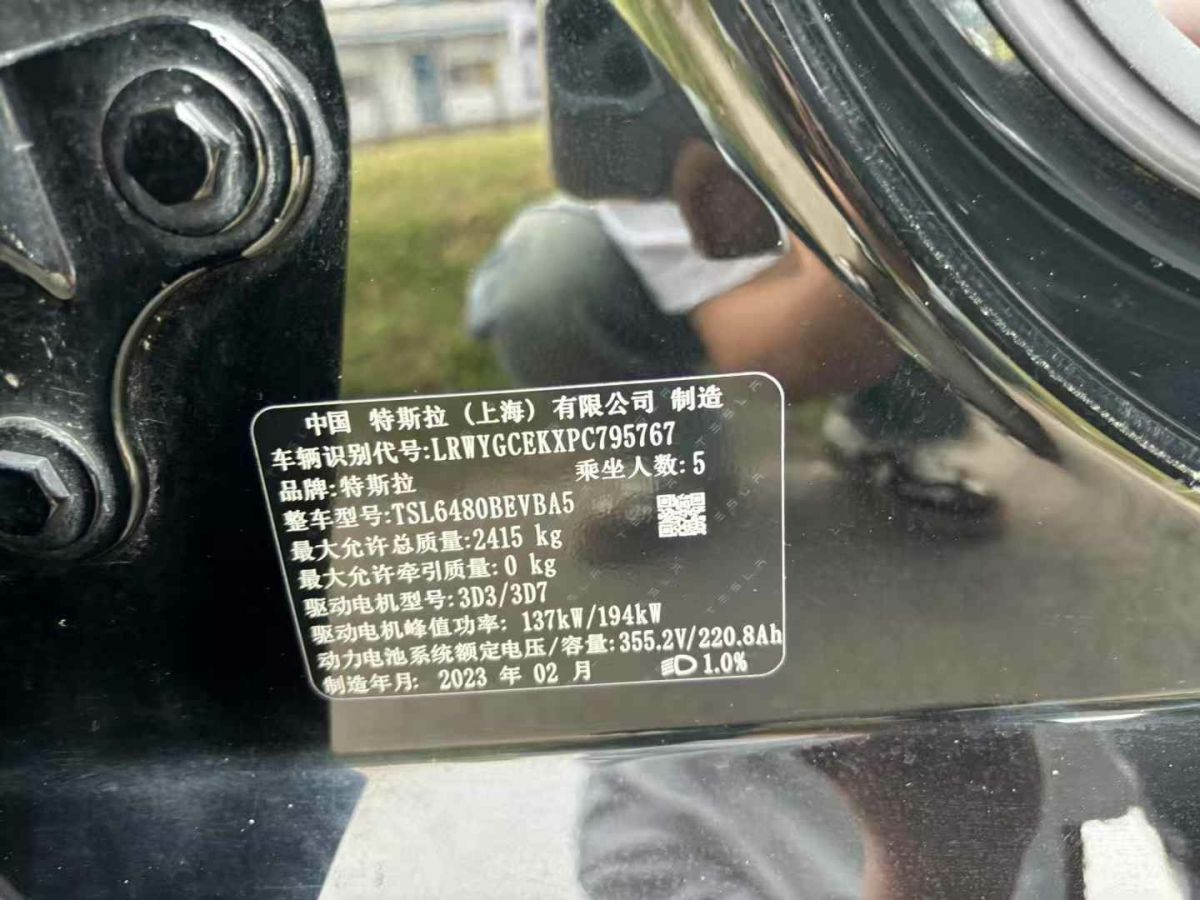 中国 特斯拉 (上海) 有限公司 制造
车辆识别代号:LRWYGCEKXPC795767
品牌:特斯拉 乘坐人数:5
整车型号:TSL6480BEVBA5
最大允许总质量:2415 kg
最大允许牵引质量:0 kg
驱动电机型号:3D3/3D7
驱动电机峰值功率: 137kW/194kW
动力电池系统额定电压/容量:355.2V/220.8Ah
制造年月: 2023 年 02 月 1.0%
TESLA
TESLA
TESLA